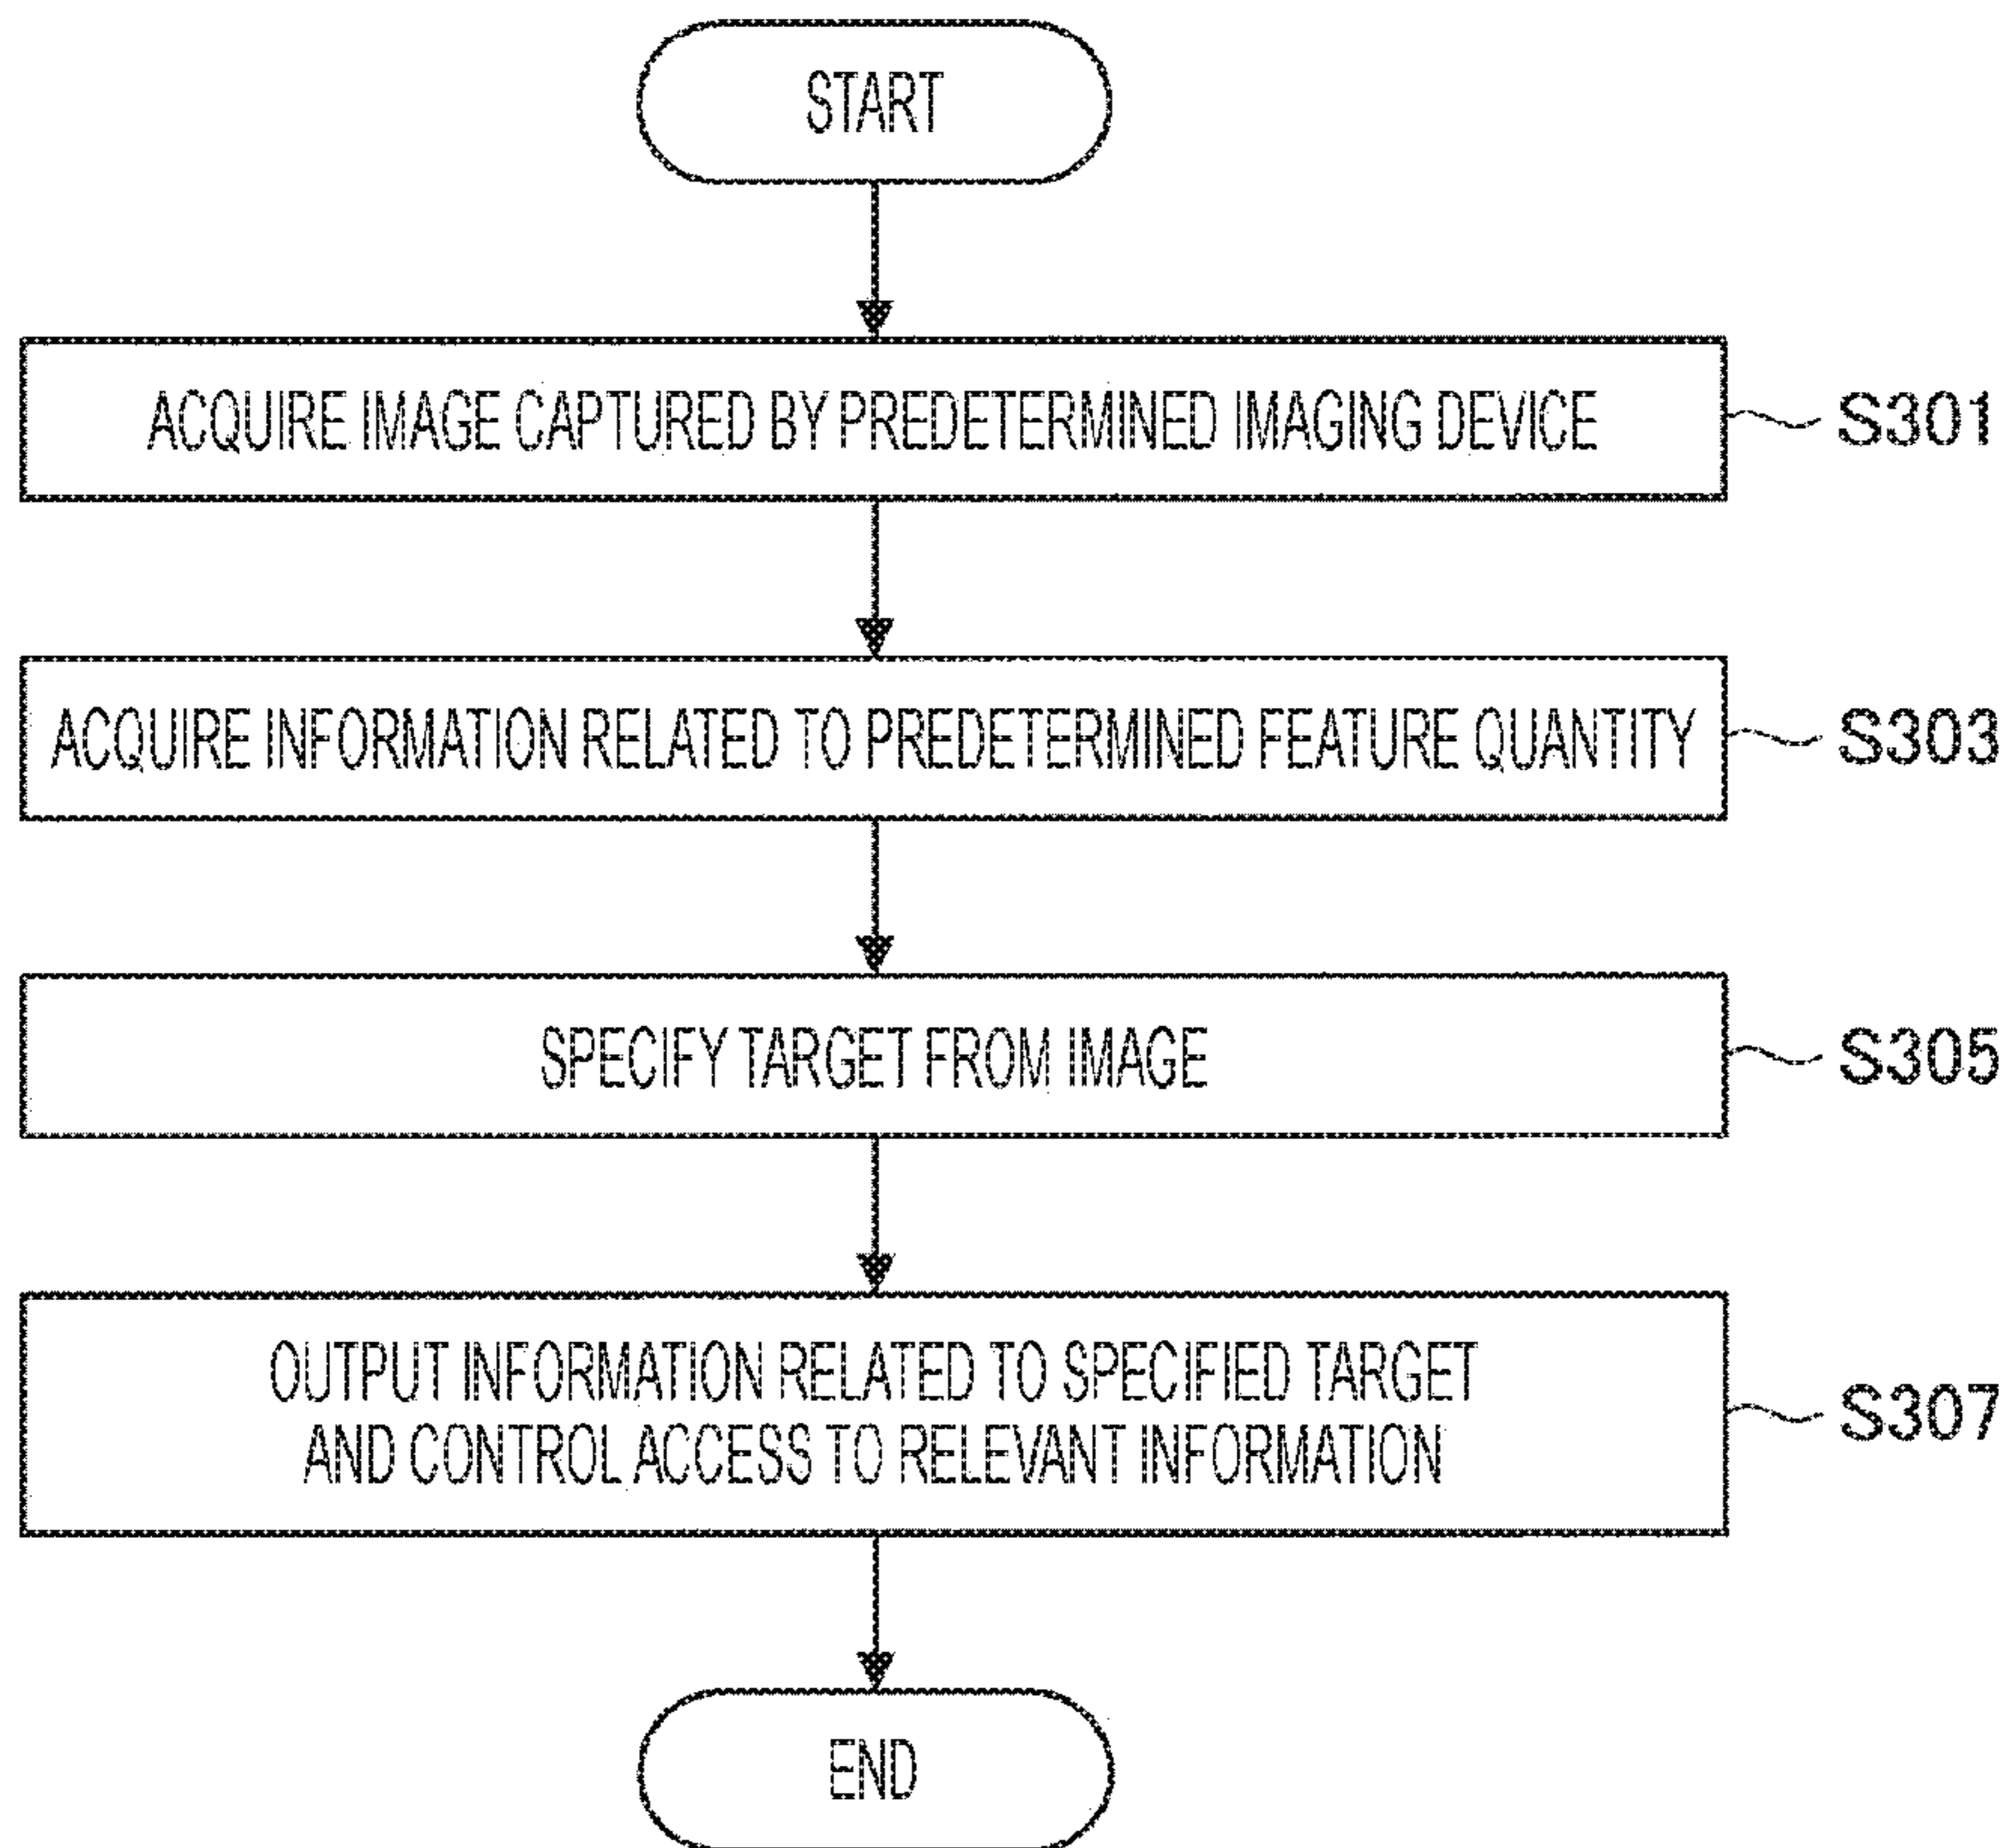 START
ACQUIRE IMAGE CAPTURED BY PREDETERMINED IMAGING DEVICE
S301
ACQUIRE INFORMATION RELATED TO PREDETERMINED FEATURE QUANTITY
S303
SPECIFY TARGET FROM IMAGE
S305
OUTPUT INFORMATION RELATED TO SPECIFIED TARGET
AND CONTROL ACCESS TO RELEVANT INFORMATION
S307
END